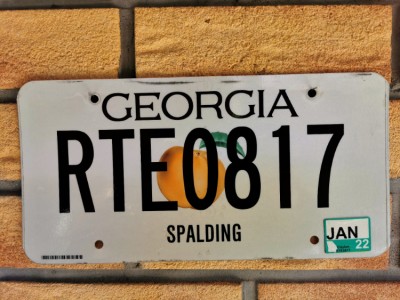 GEORGIA
RTE0817
SPALDING
JAN
22